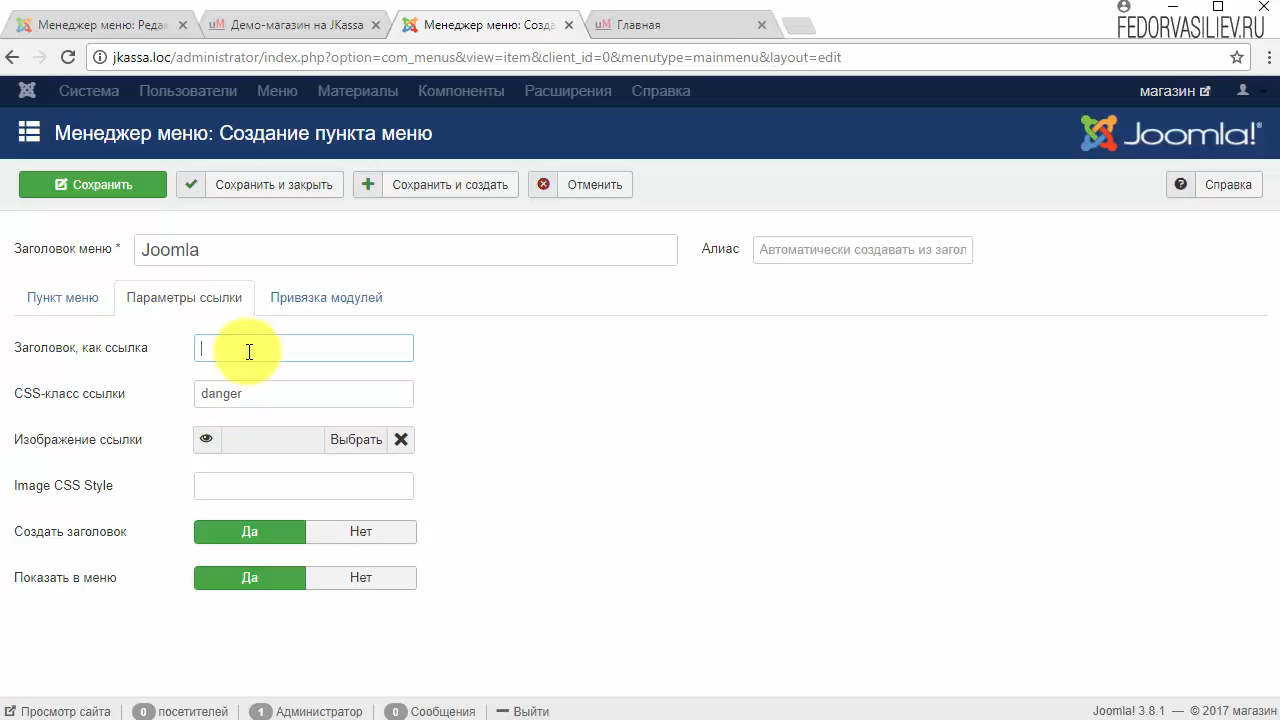 Менеджер меню: Редак
Демо-магазин на JKassa
Менеджер меню: Созда
uM Главная
FEDORVASILIEV.RU
jkassa.loc/administrator/index.php?option=com_menus&view=item&client_id=0&menutype=mainmenu&layout=edit
Система Пользователи Меню Материалы Компоненты Расширения Справка магазин
Менеджер меню: Создание пункта меню
Joomla!®
Сохранить Сохранить и закрыть Сохранить и создать Отменить Справка
Заголовок меню * Joomla Алиас Автоматически создавать из загол
Пункт меню Параметры ссылки Привязка модулей
Заголовок, как ссылка
CSS-класс ссылки danger
Изображение ссылки Выбрать
Image CSS Style
Создать заголовок Да Нет
Показать в меню Да Нет
Просмотр сайта 0 посетителей 1 Администратор 0 Сообщения Выйти Joomla! 3.8.1 — © 2017 магазин